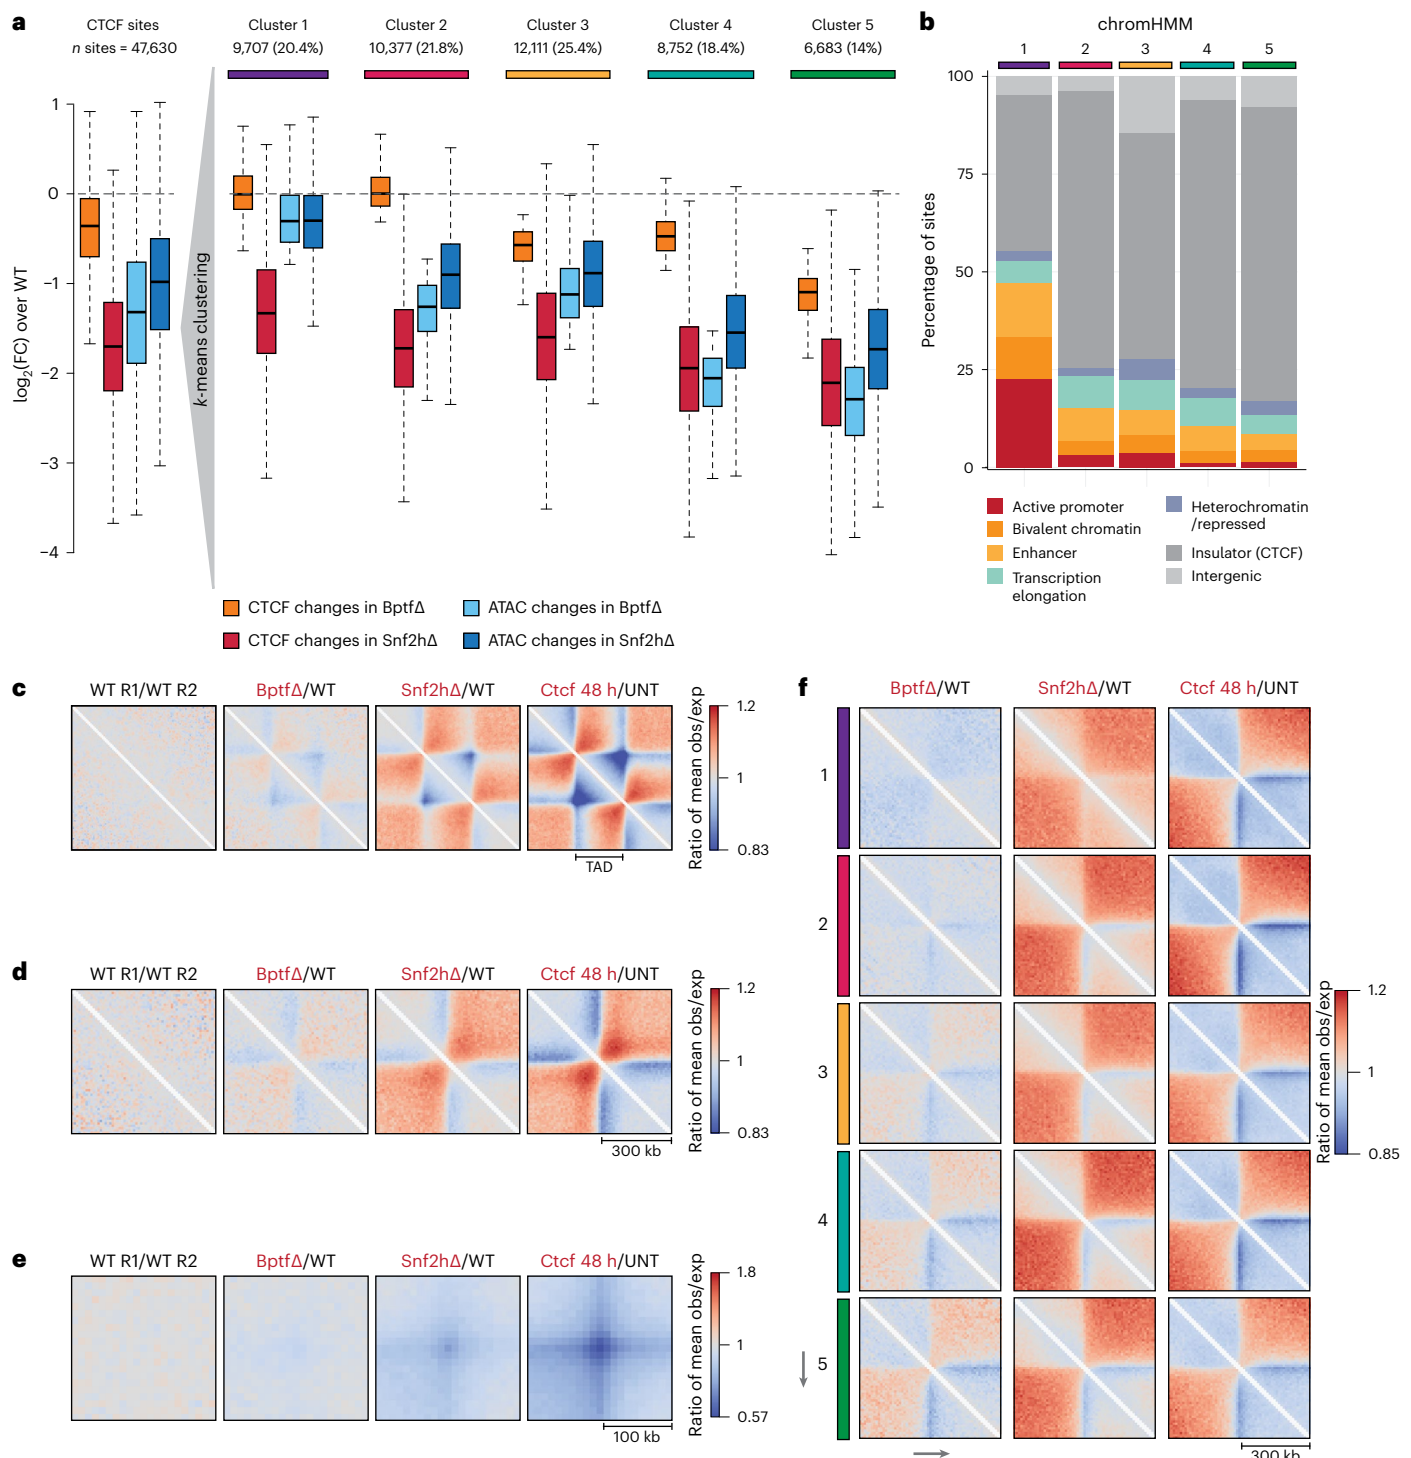 a
CTCF sites
n sites = 47,630
Cluster 1
9,707 (20.4%)
Cluster 2
10,377 (21.8%)
Cluster 3
12,111 (25.4%)
Cluster 4
8,752 (18.4%)
Cluster 5
6,683 (14%)
log2(FC) over WT
1
0
−1
−2
−3
−4
k-means clustering
CTCF changes in BptfΔ
CTCF changes in Snf2hΔ
ATAC changes in BptfΔ
ATAC changes in Snf2hΔ
b
chromHMM
1 2 3 4 5
Percentage of sites
100
75
50
25
0
Active promoter
Bivalent chromatin
Enhancer
Transcription
elongation
Heterochromatin
/repressed
Insulator (CTCF)
Intergenic
c
WT R1/WT R2
BptfΔ/WT
Snf2hΔ/WT
Ctcf 48 h/UNT
TAD
Ratio of mean obs/exp
1.2
1
0.83
d
WT R1/WT R2
BptfΔ/WT
Snf2hΔ/WT
Ctcf 48 h/UNT
300 kb
Ratio of mean obs/exp
1.2
1
0.83
e
WT R1/WT R2
BptfΔ/WT
Snf2hΔ/WT
Ctcf 48 h/UNT
100 kb
Ratio of mean obs/exp
1.8
1
0.57
f
BptfΔ/WT
Snf2hΔ/WT
Ctcf 48 h/UNT
1
2
3
4
5
Ratio of mean obs/exp
1.2
1
0.85
300 kb